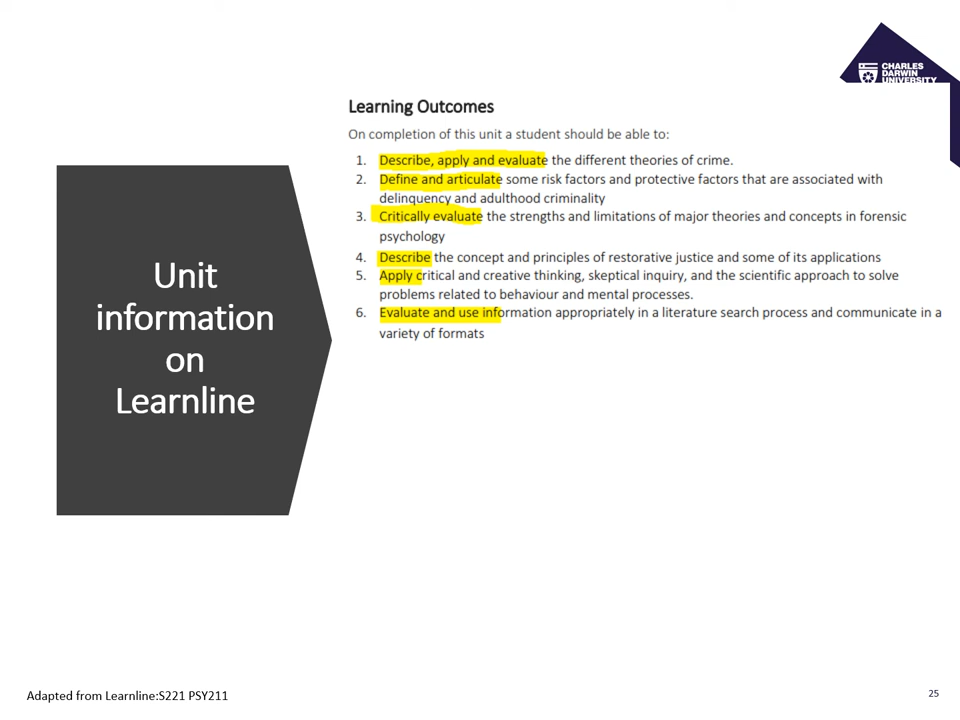 CHARLES
DARWIN
UNIVERSITY
Learning Outcomes
On completion of this unit a student should be able to:
1. Describe, apply and evaluate the different theories of crime.
2. Define and articulate some risk factors and protective factors that are associated with
delinquency and adulthood criminality
3. Critically evaluate the strengths and limitations of major theories and concepts in forensic
psychology
4. Describe the concept and principles of restorative justice and some of its applications
5. Apply critical and creative thinking, skeptical inquiry, and the scientific approach to solve
problems related to behaviour and mental processes.
6. Evaluate and use information appropriately in a literature search process and communicate in a
variety of formats
Unit
information
on
Learnline
Adapted from Learnline:S221 PSY211
25